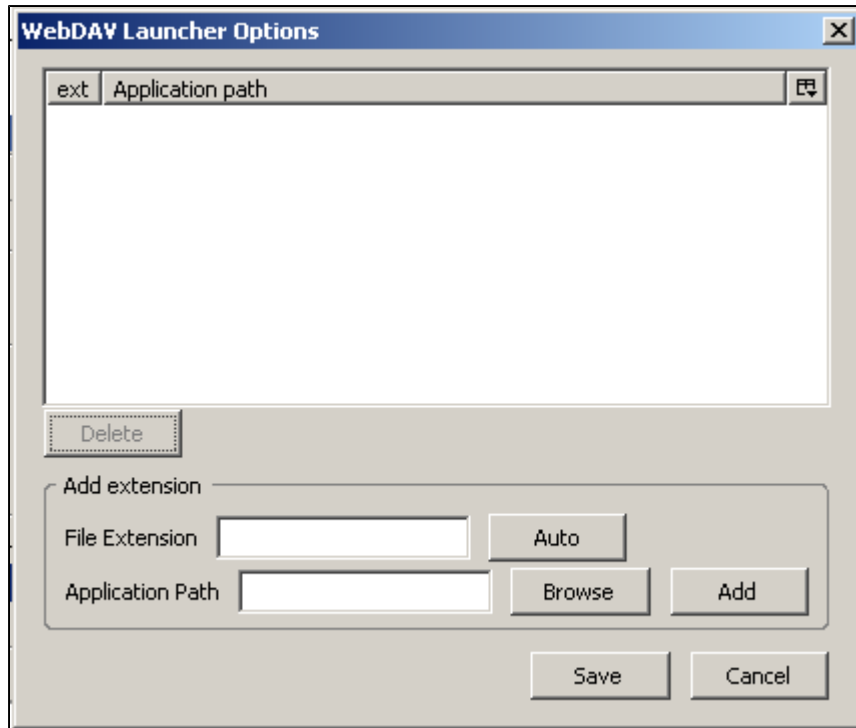 WebDAV Launcher Options
ext Application path
Delete
Add extension
File Extension Auto
Application Path Browse Add
Save Cancel